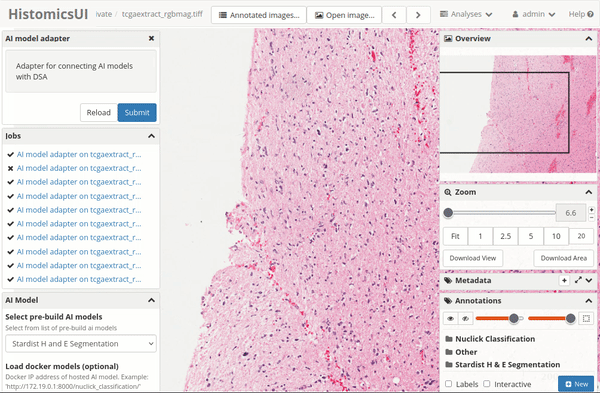 HistomicsUI
ivate / tcgaextract_rgbmag.tiff
Annotated images...
Open image...
Analyses
admin
Help
AI model adapter
Adapter for connecting AI models
with DSA
Reload
Submit
Jobs
AI model adapter on tcgaextract_r...
AI model adapter on tcgaextract_r...
AI model adapter on tcgaextract_r...
AI model adapter on tcgaextract_r...
AI model adapter on tcgaextract_r...
AI model adapter on tcgaextract_r...
AI model adapter on tcgaextract_r...
AI model adapter on tcgaextract_r...
AI model adapter on tcgaextract_r...
AI model adapter on tcgaextract_r...
AI Model
Select pre-build AI models
Select from list of pre-build ai models
Stardist H and E Segmentation
Load docker models (optional)
Docker IP address of hosted AI model. Example:
'http://172.19.0.1:8000/nuclick_classification/"
Overview
Zoom
6.6
Fit 1 2.5 5 10 20
Download View
Download Area
Metadata
Annotations
Nuclick Classification
Other
Stardist H & E Segmentation
Labels
Interactive
New